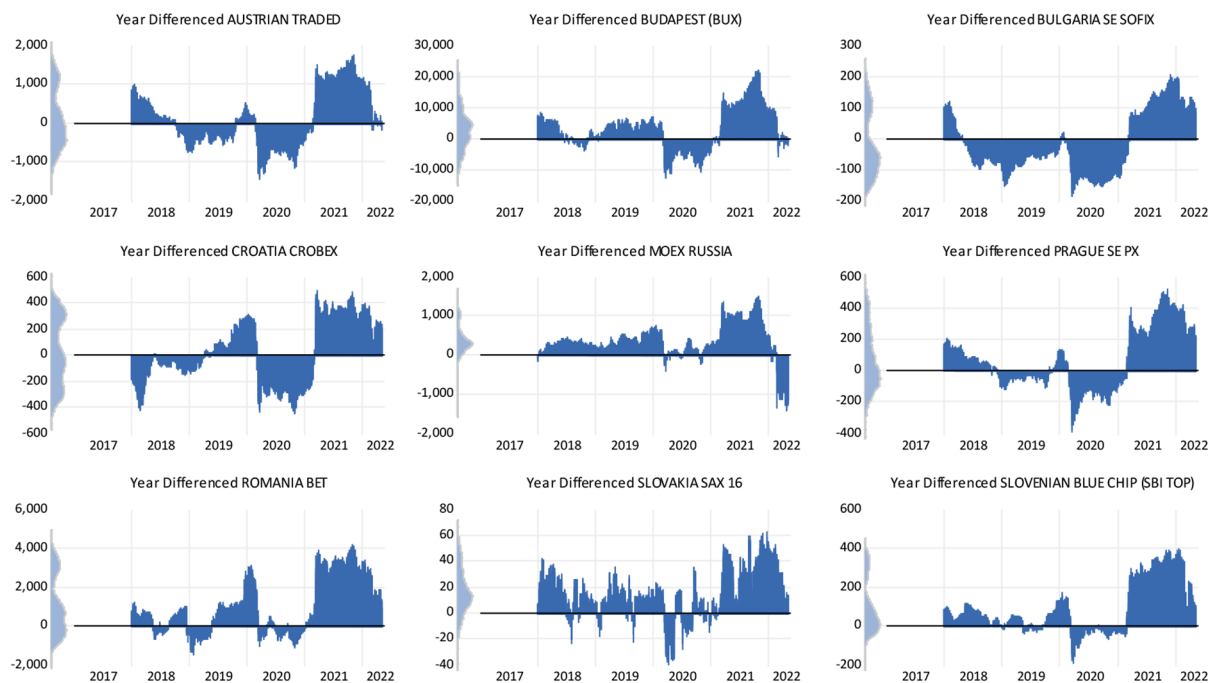 Year Differenced AUSTRIAN TRADED
2,000
1,000
0
-1,000
-2,000
2017 2018 2019 2020 2021 2022
Year Differenced BUDAPEST (BUX)
30,000
20,000
10,000
0
-10,000
-20,000
2017 2018 2019 2020 2021 2022
Year Differenced BULGARIA SE SOFIX
300
200
100
0
-100
-200
2017 2018 2019 2020 2021 2022
Year Differenced CROATIA CROBEX
600
400
200
0
-200
-400
-600
2017 2018 2019 2020 2021 2022
Year Differenced MOEX RUSSIA
2,000
1,000
0
-1,000
-2,000
2017 2018 2019 2020 2021 2022
Year Differenced PRAGUE SE PX
600
400
200
0
-200
-400
2017 2018 2019 2020 2021 2022
Year Differenced ROMANIA BET
6,000
4,000
2,000
0
-2,000
2017 2018 2019 2020 2021 2022
Year Differenced SLOVAKIA SAX 16
80
60
40
20
0
-20
-40
2017 2018 2019 2020 2021 2022
Year Differenced SLOVENIAN BLUE CHIP (SBI TOP)
600
400
200
0
-200
2017 2018 2019 2020 2021 2022